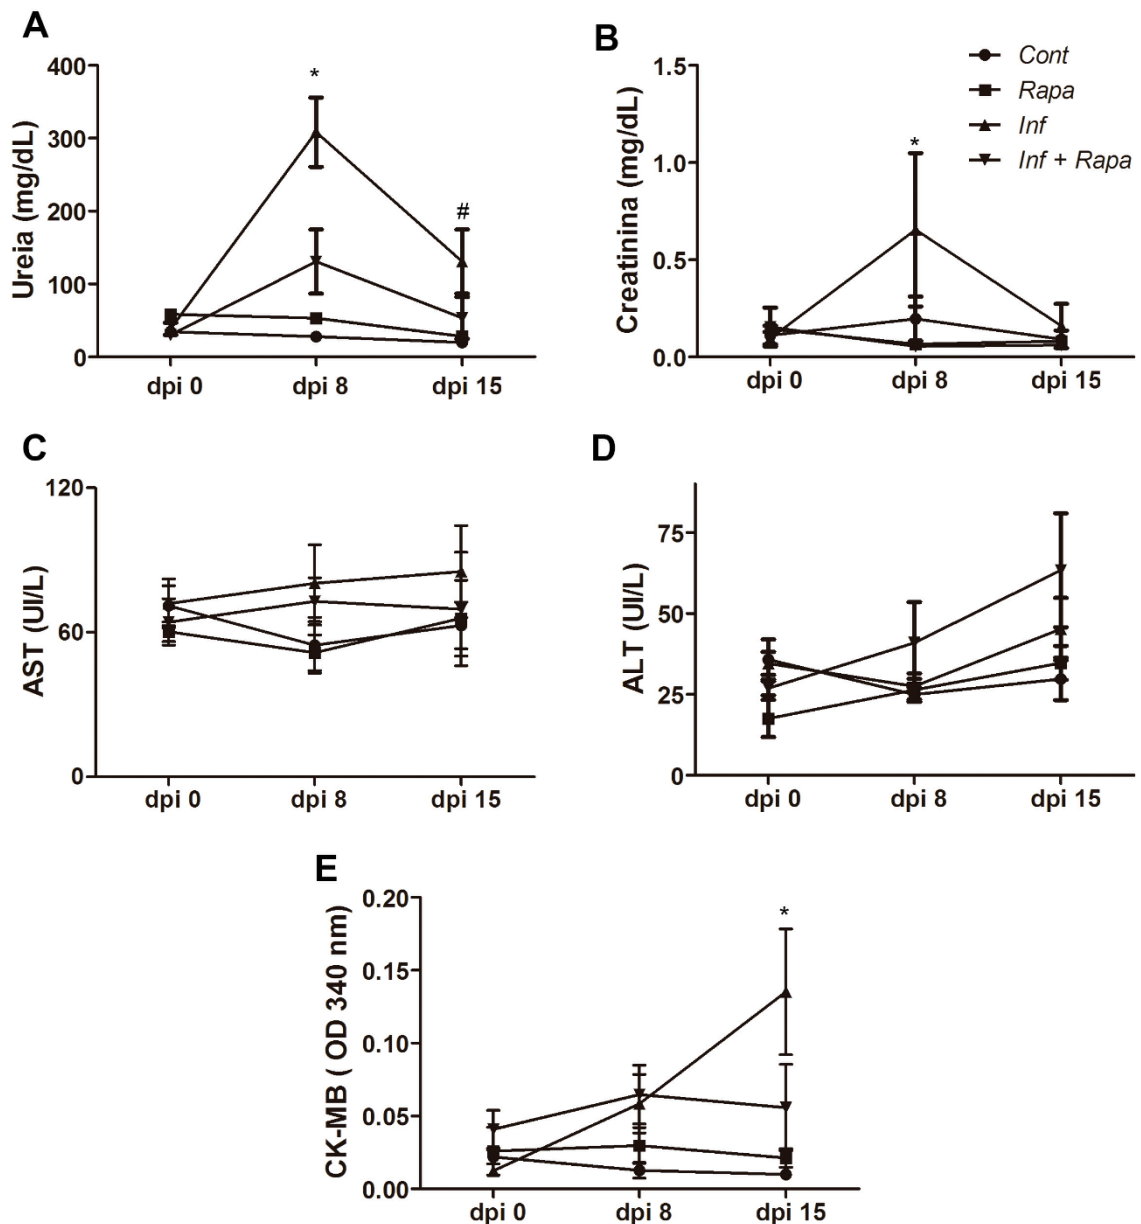 A
Ureia (mg/dL)
400
300
200
100
0
*
#
dpi 0
dpi 8
dpi 15
B
Creatinina (mg/dL)
1.5
1.0
0.5
0.0
*
dpi 0
dpi 8
dpi 15
Cont
Rapa
Inf
Inf + Rapa
C
AST (UI/L)
120
60
0
dpi 0
dpi 8
dpi 15
D
ALT (UI/L)
75
50
25
0
dpi 0
dpi 8
dpi 15
E
CK-MB ( OD 340 nm)
0.20
0.15
0.10
0.05
0.00
*
dpi 0
dpi 8
dpi 15